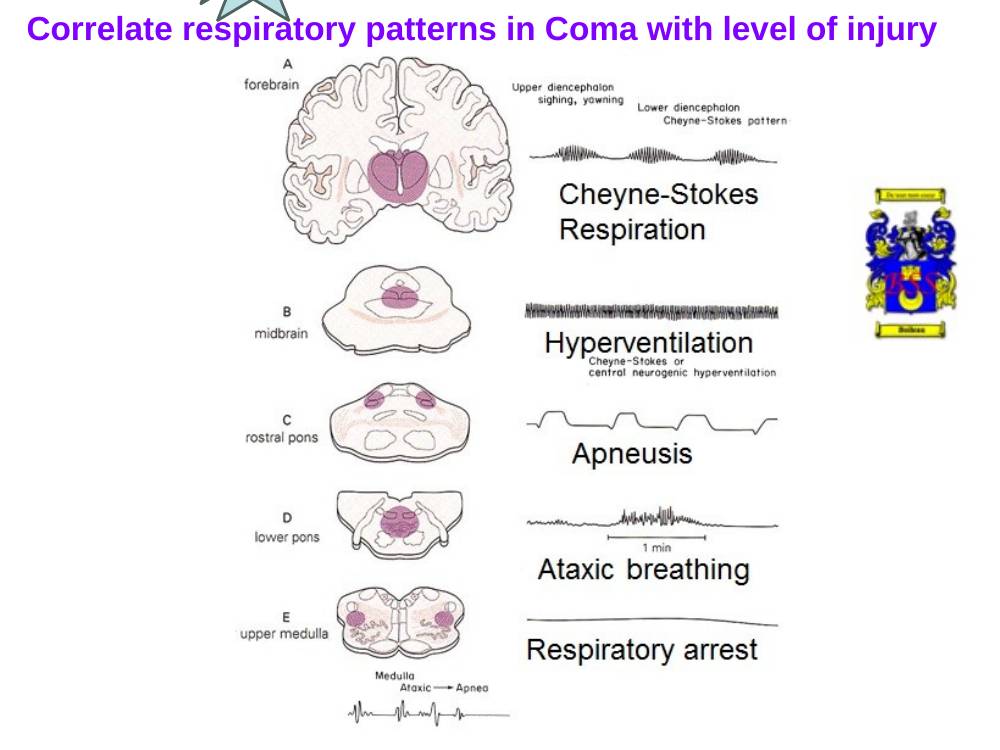 Correlate respiratory patterns in Coma with level of injury
A
forebrain
Upper diencephalon
sighing, yawning
Lower diencephalon
Cheyne-Stokes pattern
Cheyne-Stokes
Respiration
B
midbrain
Hyperventilation
Cheyne-Stokes or
central neurogenic hyperventilation
C
rostral pons
Apneusis
D
lower pons
1 min
Ataxic breathing
E
upper medulla
Respiratory arrest
Medulla
Ataxic → Apnea